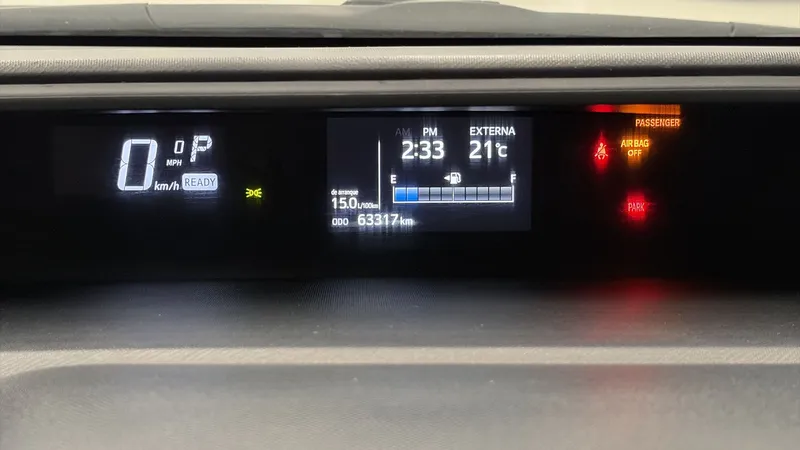 0 km/h
0 MPH
P
READY
AM PM
2:33
EXTERNA
21°C
E F
de arranque
15.0 L/100km
ODO 63317 km
PASSENGER
AIR BAG
OFF
PARK